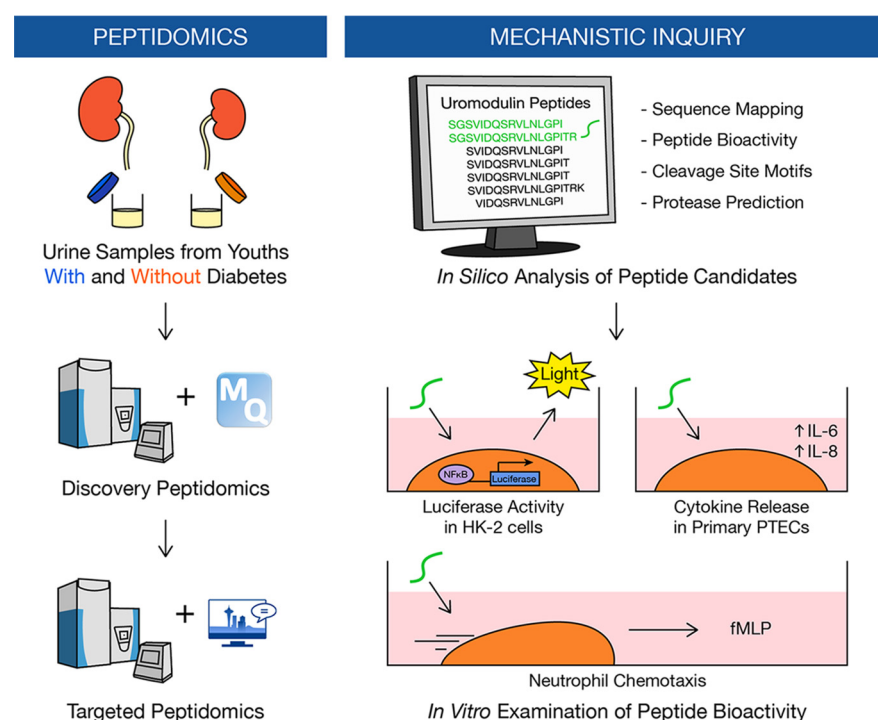 PEPTIDOMICS
Urine Samples from Youths
With and Without Diabetes
+
M
Q
Discovery Peptidomics
+
=
Targeted Peptidomics
MECHANISTIC INQUIRY
Uromodulin Peptides
SGSVIDQSRVLNLGPI
SGSVIDQSRVLNLGPITR
SVIDQSRVLNLGPI
SVIDQSRVLNLGPIT
SVIDQSRVLNLGPIT
SVIDQSRVLNLGPITRK
VIDQSRVLNLGPI
- Sequence Mapping
- Peptide Bioactivity
- Cleavage Site Motifs
- Protease Prediction
In Silico Analysis of Peptide Candidates
Light
NFκB
Luciferase
Luciferase Activity
in HK-2 cells
↑IL-6
↑IL-8
Cytokine Release
in Primary PTECs
fMLP
Neutrophil Chemotaxis
In Vitro Examination of Peptide Bioactivity